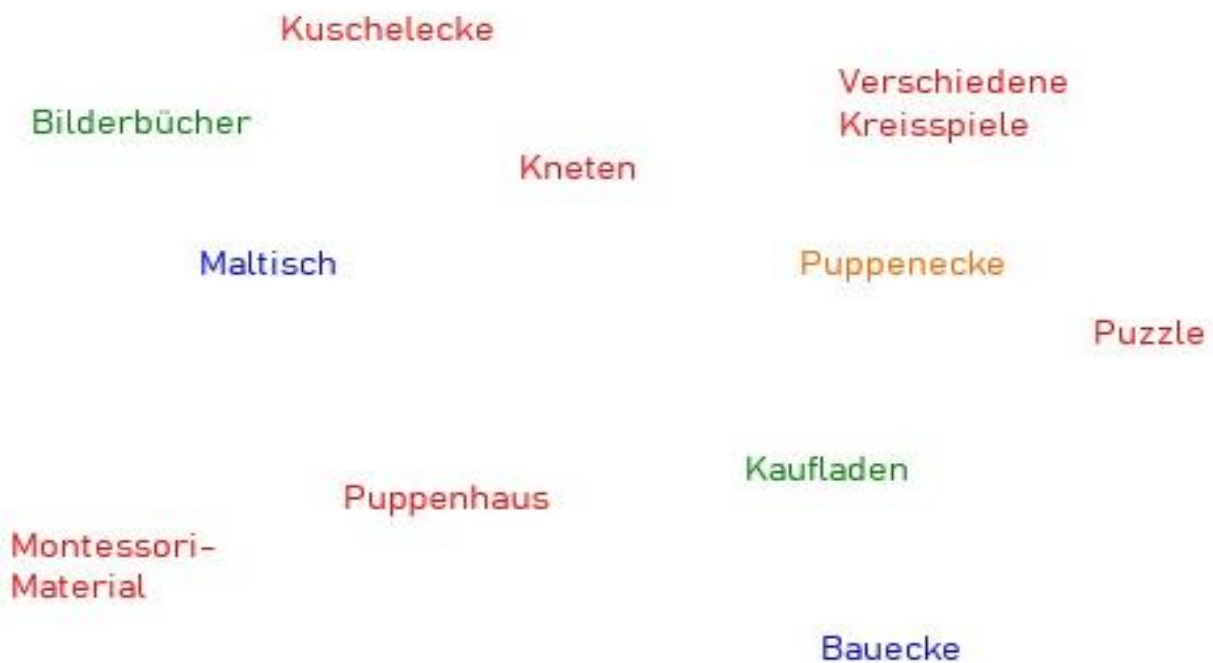 Kuschelecke
Verschiedene
Kreisspiele
Bilderbücher
Kneten
Maltisch
Puppenecke
Puzzle
Kaufladen
Puppenhaus
Montessori-
Material
Bauecke